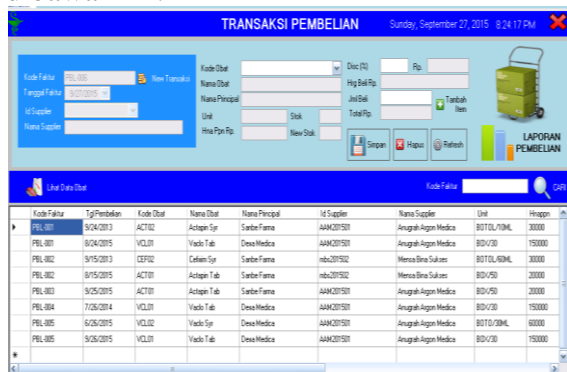 TRANSAKSI PEMBELIAN
Sunday, September 27, 2015 8:24:17 PM
Kode Faktur PBL-006 New Transaksi
Tanggal Faktur 9/27/2015
Id Supplier
Nama Supplier
Kode Obat
Nama Obat
Nama Principal
Unit Stok
Hna Ppn Rp. New Stok
Disc (%) Rp.
Hrg Beli Rp.
Jml Beli Tambah Item
Total Rp.
Simpan Hapus Refresh
LAPORAN
PEMBELIAN
Lihat Data Obat Kode Faktur CARI
Kode Faktur Tgl Pembelian Kode Obat Nama Obat Nama Principal Id Supplier Nama Supplier Unit Hnappn
PBL-001 9/24/2013 ACT02 Actapin Syr Sanbe Farma AAM201501 Anugrah Argon Medica BOTOL/10ML 30000
PBL-001 8/24/2015 VCL01 Vaclo Tab Dexa Medica AAM201501 Anugrah Argon Medica BOX/30 150000
PBL-002 9/15/2013 CEF02 Cefixim Syr Sanbe Farma mbs201502 Mensa Bina Sukses BOTOL/60ML 30000
PBL-002 8/15/2015 ACT01 Actapin Tab Sanbe Farma mbs201502 Mensa Bina Sukses BOX/50 20000
PBL-003 9/25/2015 ACT01 Actapin Tab Sanbe Farma AAM201501 Anugrah Argon Medica BOX/50 20000
PBL-004 7/26/2014 VCL01 Vaclo Tab Dexa Medica AAM201501 Anugrah Argon Medica BOX/30 150000
PBL-005 6/26/2015 VCL02 Vaclo Syr Dexa Medica AAM201501 Anugrah Argon Medica BOTO/30ML 60000
PBL-005 9/26/2015 VCL01 Vaclo Tab Dexa Medica AAM201501 Anugrah Argon Medica BOX/30 150000